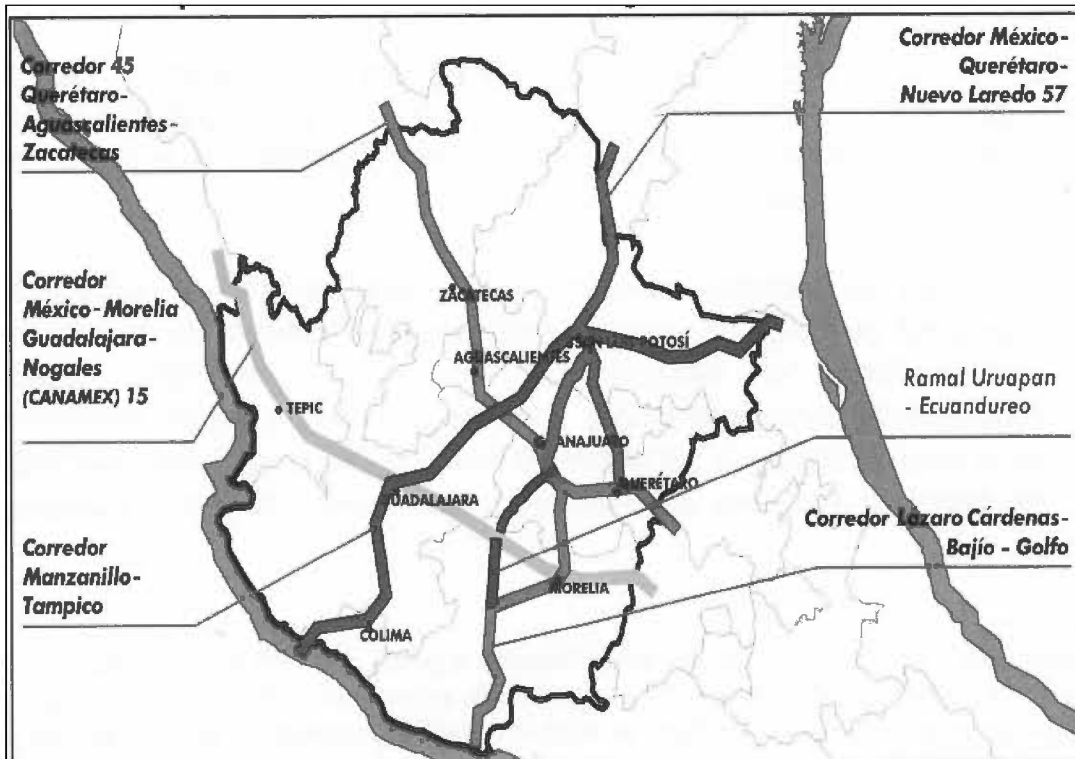 Corredor 45
Querétaro-
Aguascalientes-
Zacatecas
Corredor México-
Querétaro-
Nuevo Laredo 57
Corredor
México-Morelia
Guadalajara-
Nogales
(CANAMEX) 15
ZACATECAS
AGUASCALIENTES
SAN LUIS POTOSÍ
TEPIC
GUANAJUATO
QUERÉTARO
GUADALAJARA
MORELIA
COLIMA
Ramal Uruapan
- Ecuandureo
Corredor Lázaro Cárdenas-
Bajío - Golfo
Corredor
Manzanillo-
Tampico